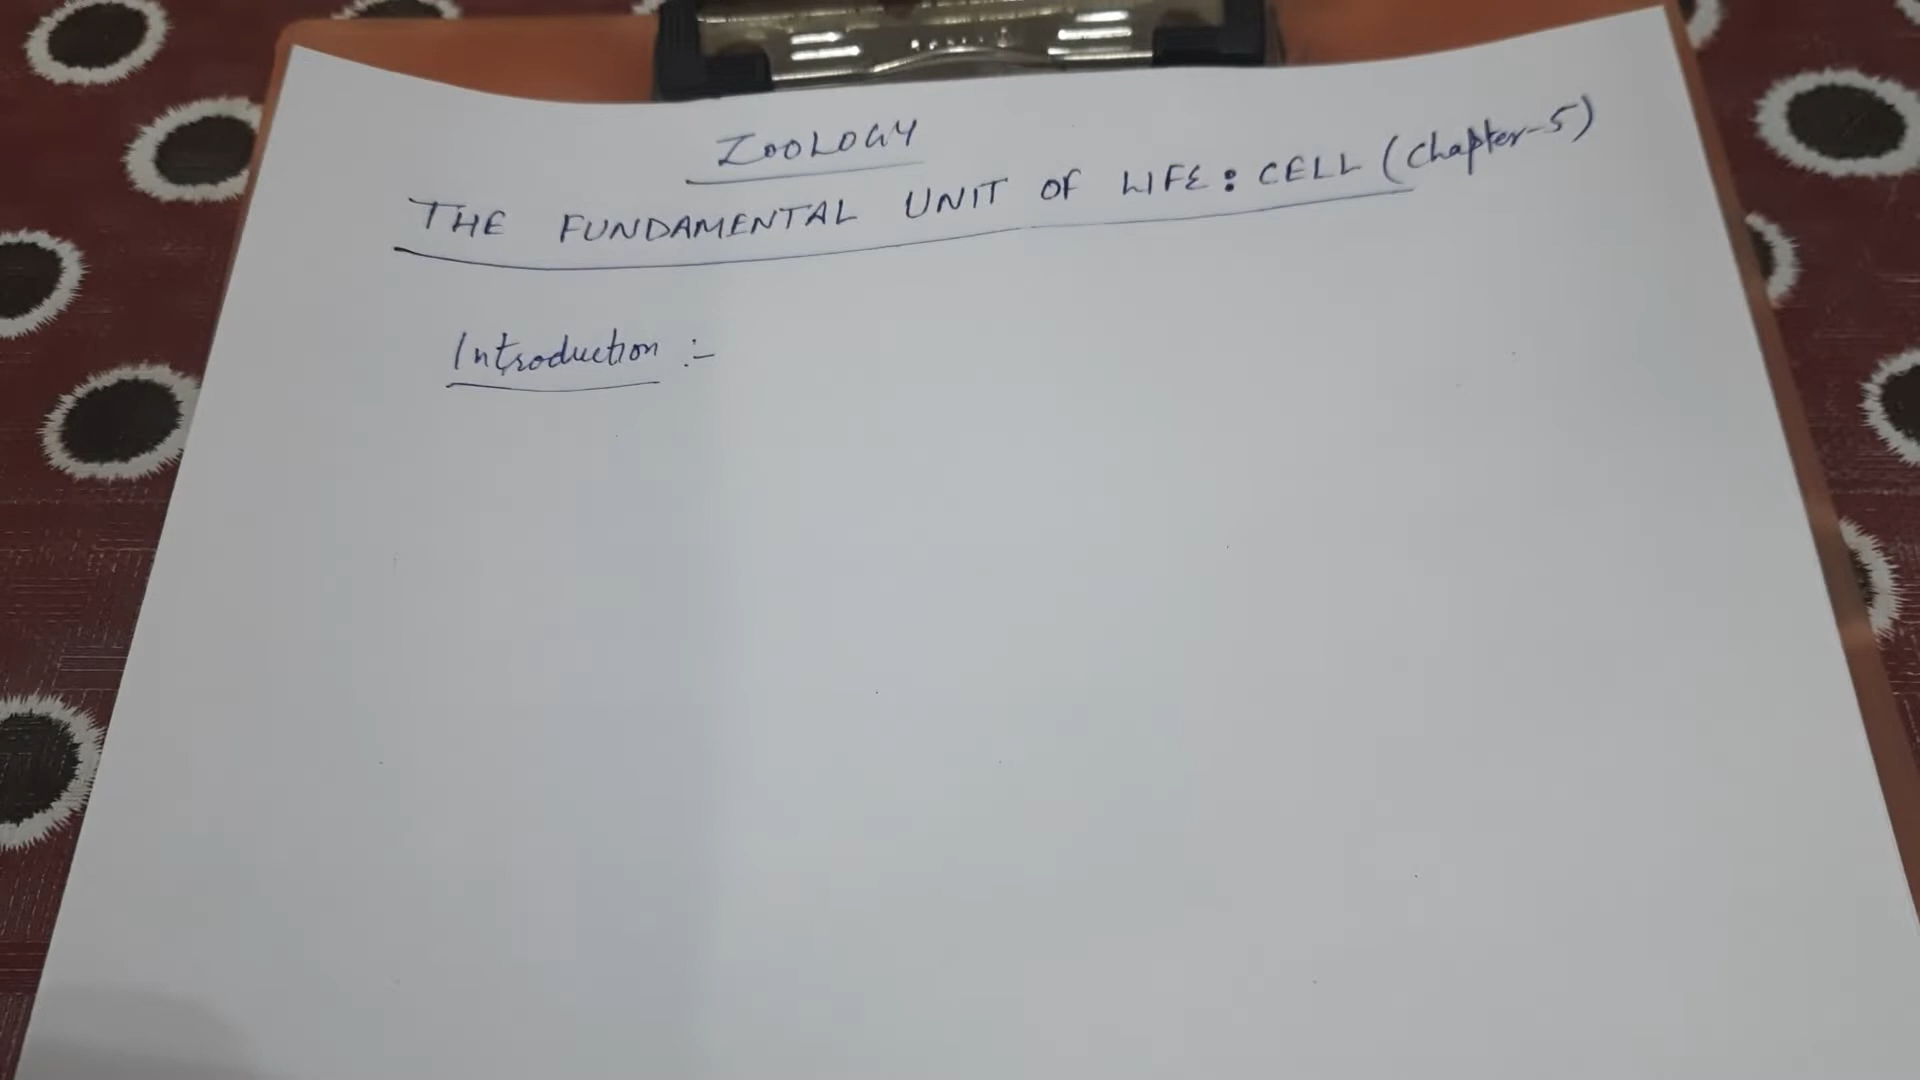 ZOOLOGY
THE FUNDAMENTAL UNIT OF LIFE : CELL (Chapter-5)
Introduction :-